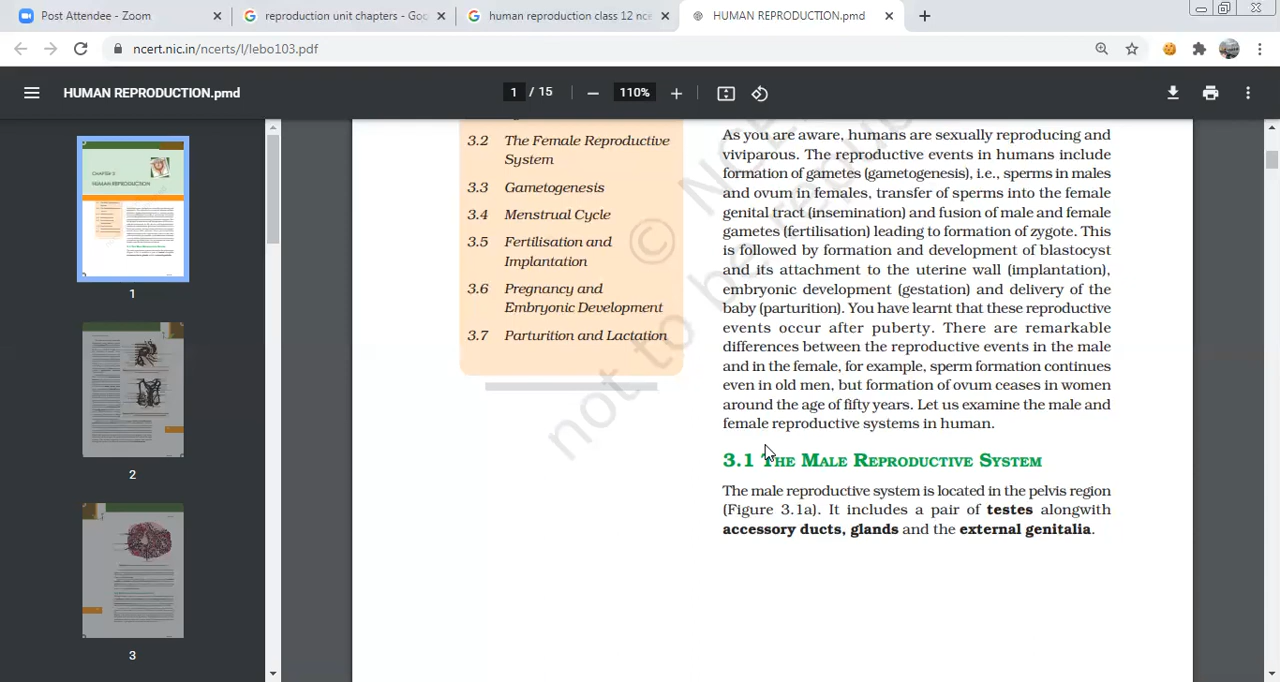 Post Attendee - Zoom
reproduction unit chapters - Goo
human reproduction class 12 nce
HUMAN REPRODUCTION.pmd
ncert.nic.in/ncerts/l/lebo103.pdf
HUMAN REPRODUCTION.pmd
1 / 15
110%
1
2
3
3.2 The Female Reproductive
System
3.3 Gametogenesis
3.4 Menstrual Cycle
3.5 Fertilisation and
Implantation
3.6 Pregnancy and
Embryonic Development
3.7 Parturition and Lactation
As you are aware, humans are sexually reproducing and
viviparous. The reproductive events in humans include
formation of gametes (gametogenesis), i.e., sperms in males
and ovum in females, transfer of sperms into the female
genital tract (insemination) and fusion of male and female
gametes (fertilisation) leading to formation of zygote. This
is followed by formation and development of blastocyst
and its attachment to the uterine wall (implantation),
embryonic development (gestation) and delivery of the
baby (parturition). You have learnt that these reproductive
events occur after puberty. There are remarkable
differences between the reproductive events in the male
and in the female, for example, sperm formation continues
even in old men, but formation of ovum ceases in women
around the age of fifty years. Let us examine the male and
female reproductive systems in human.
3.1 THE MALE REPRODUCTIVE SYSTEM
The male reproductive system is located in the pelvis region
(Figure 3.1a). It includes a pair of testes alongwith
accessory ducts, glands and the external genitalia.
© NC
not to be